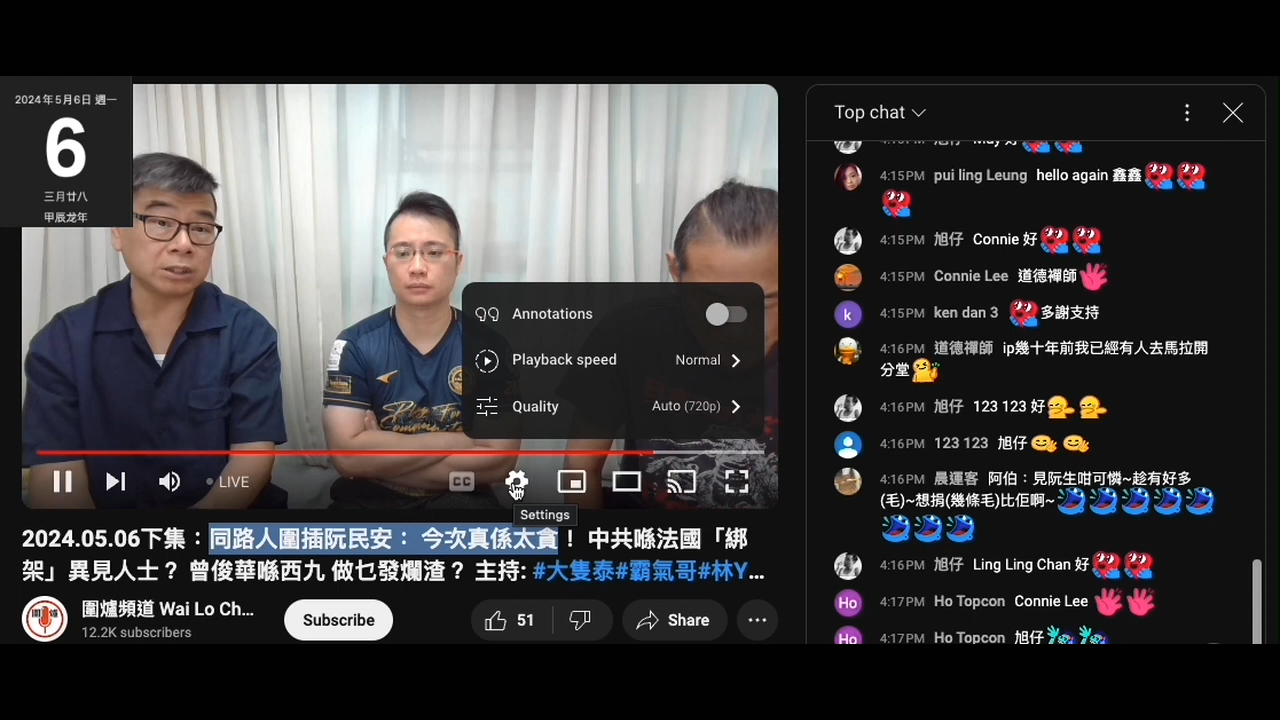 2024年5月6日 週一
6
三月廿八
甲辰龙年
Annotations
Playback speed Normal
Quality Auto (720p)
LIVE
CC
Settings
2024.05.06下集：同路人圍插阮民安： 今次真係太貪！ 中共喺法國「綁
架」異見人士？ 曾俊華喺西九 做乜發爛渣？ 主持: #大隻泰#霸氣哥#林Y...
圍爐頻道 Wai Lo Ch...
12.2K subscribers
Subscribe
51
Share
Top chat
旭仔 May 好
4:15PM pui ling Leung hello again 鑫鑫
4:15PM 旭仔 Connie 好
4:15PM Connie Lee 道德禪師
k
4:15PM ken dan 3 多謝支持
4:16PM 道德禪師 ip幾十年前我已經有人去馬拉開
分堂
4:16PM 旭仔 123 123 好
4:16PM 123 123 旭仔
4:16PM 晨運客 阿伯：見阮生咁可憐~趁有好多
(毛)~想捐(幾條毛)比佢啊~
4:16PM 旭仔 Ling Ling Chan 好
Ho
4:17PM Ho Topcon Connie Lee
Ho
4:17PM Ho Topcon 旭仔